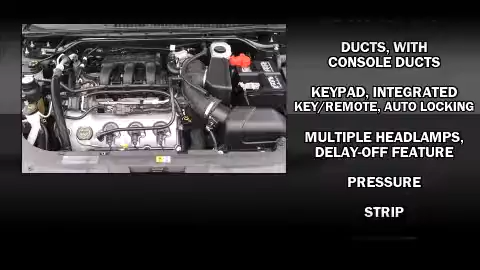 DUCTS, WITH
CONSOLE DUCTS
KEYPAD, INTEGRATED
KEY/REMOTE, AUTO LOCKING
MULTIPLE HEADLAMPS,
DELAY-OFF FEATURE
PRESSURE
STRIP